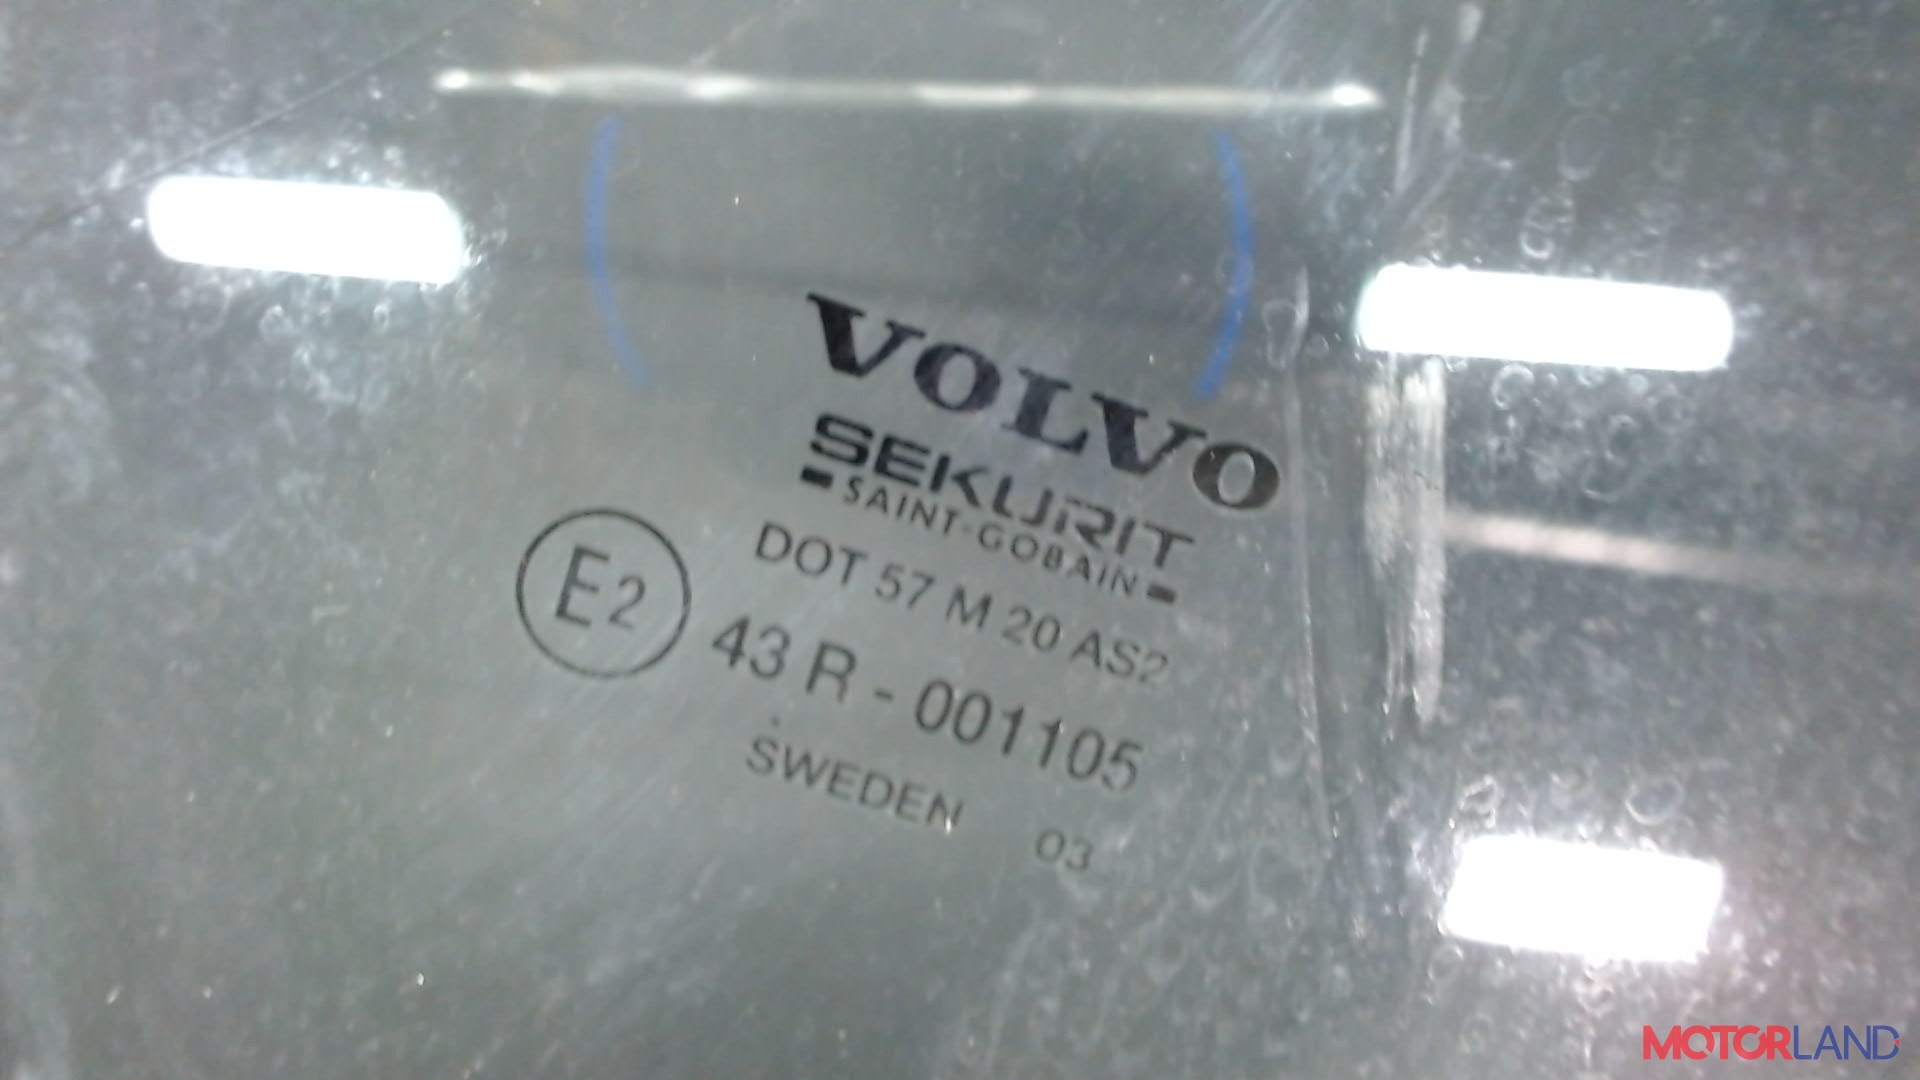 VOLVO
SEKURIT
SAINT-GOBAIN
DOT 57 M 20 AS2
E2
43 R - 001105
SWEDEN 03
MOTORLAND